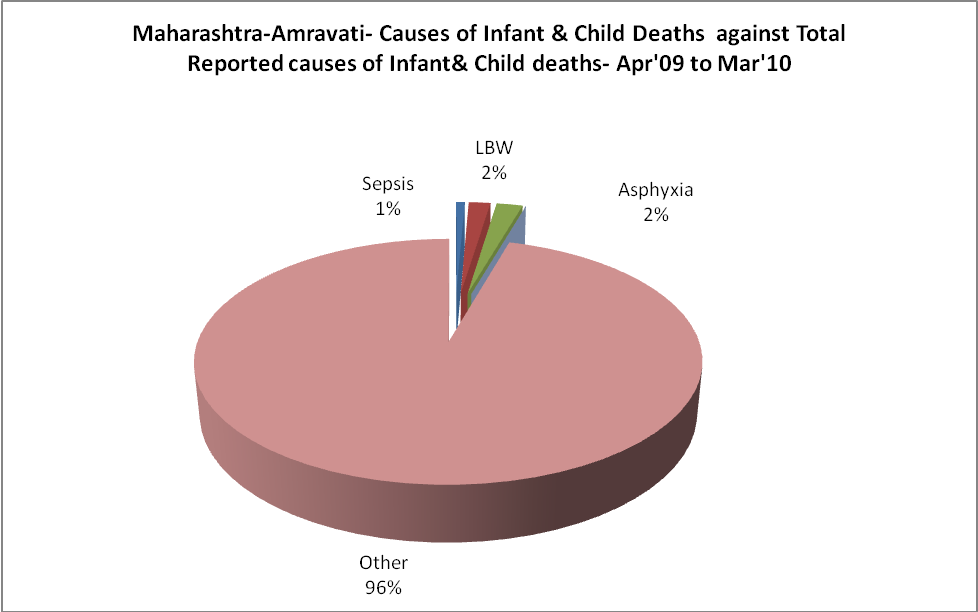 Maharashtra-Amravati- Causes of Infant & Child Deaths against Total
Reported causes of Infant& Child deaths- Apr'09 to Mar'10
LBW
2%
Sepsis
1%
Asphyxia
2%
Other
96%